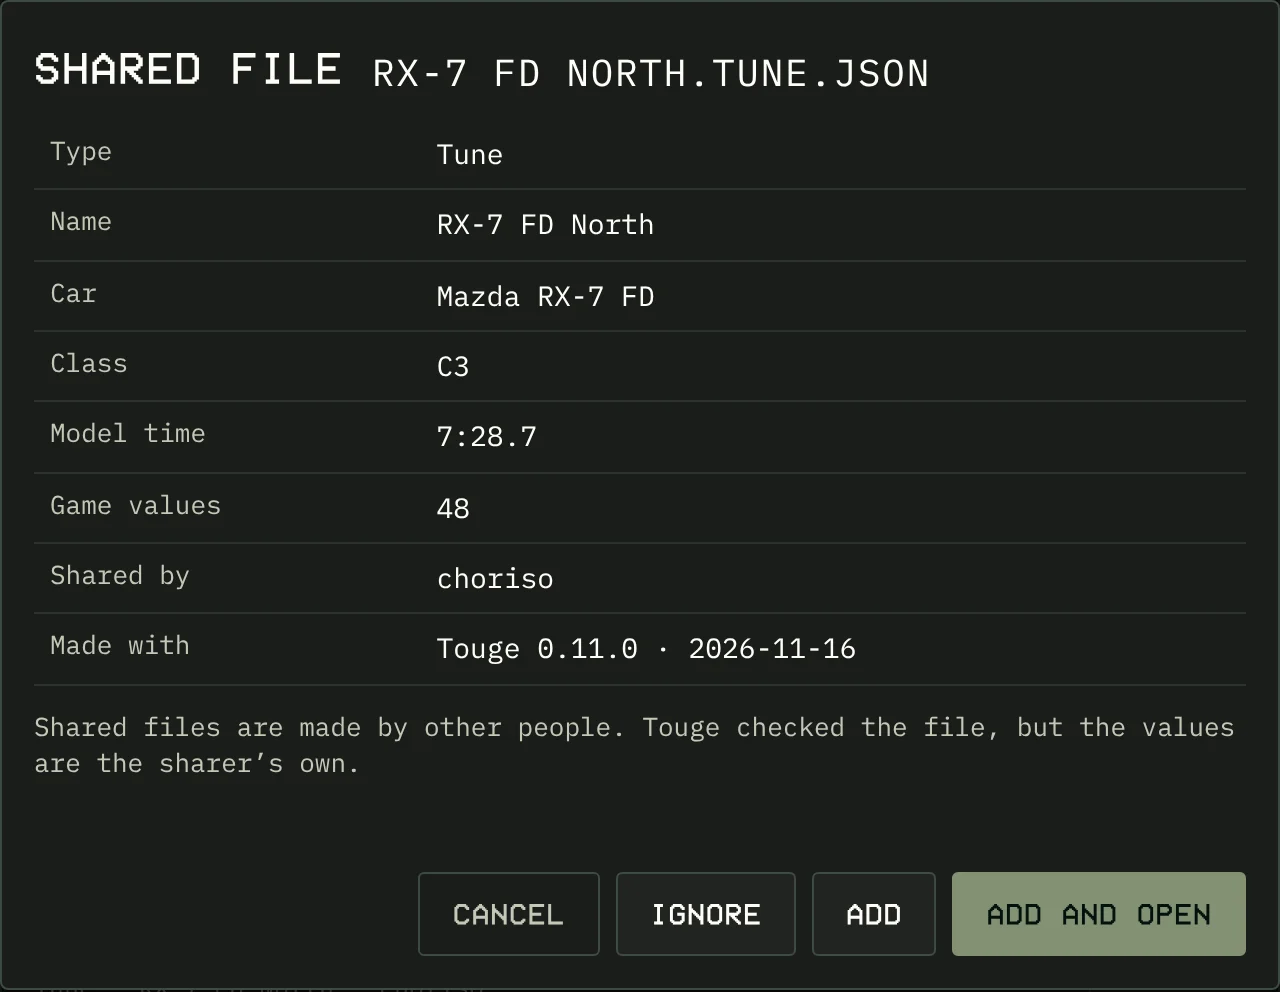 SHARED FILE RX-7 FD NORTH.TUNE.JSON
Type Tune
Name RX-7 FD North
Car Mazda RX-7 FD
Class C3
Model time 7:28.7
Game values 48
Shared by choriso
Made with Touge 0.11.0 · 2026-11-16
Shared files are made by other people. Touge checked the file, but the values
are the sharer’s own.
CANCEL IGNORE ADD ADD AND OPEN